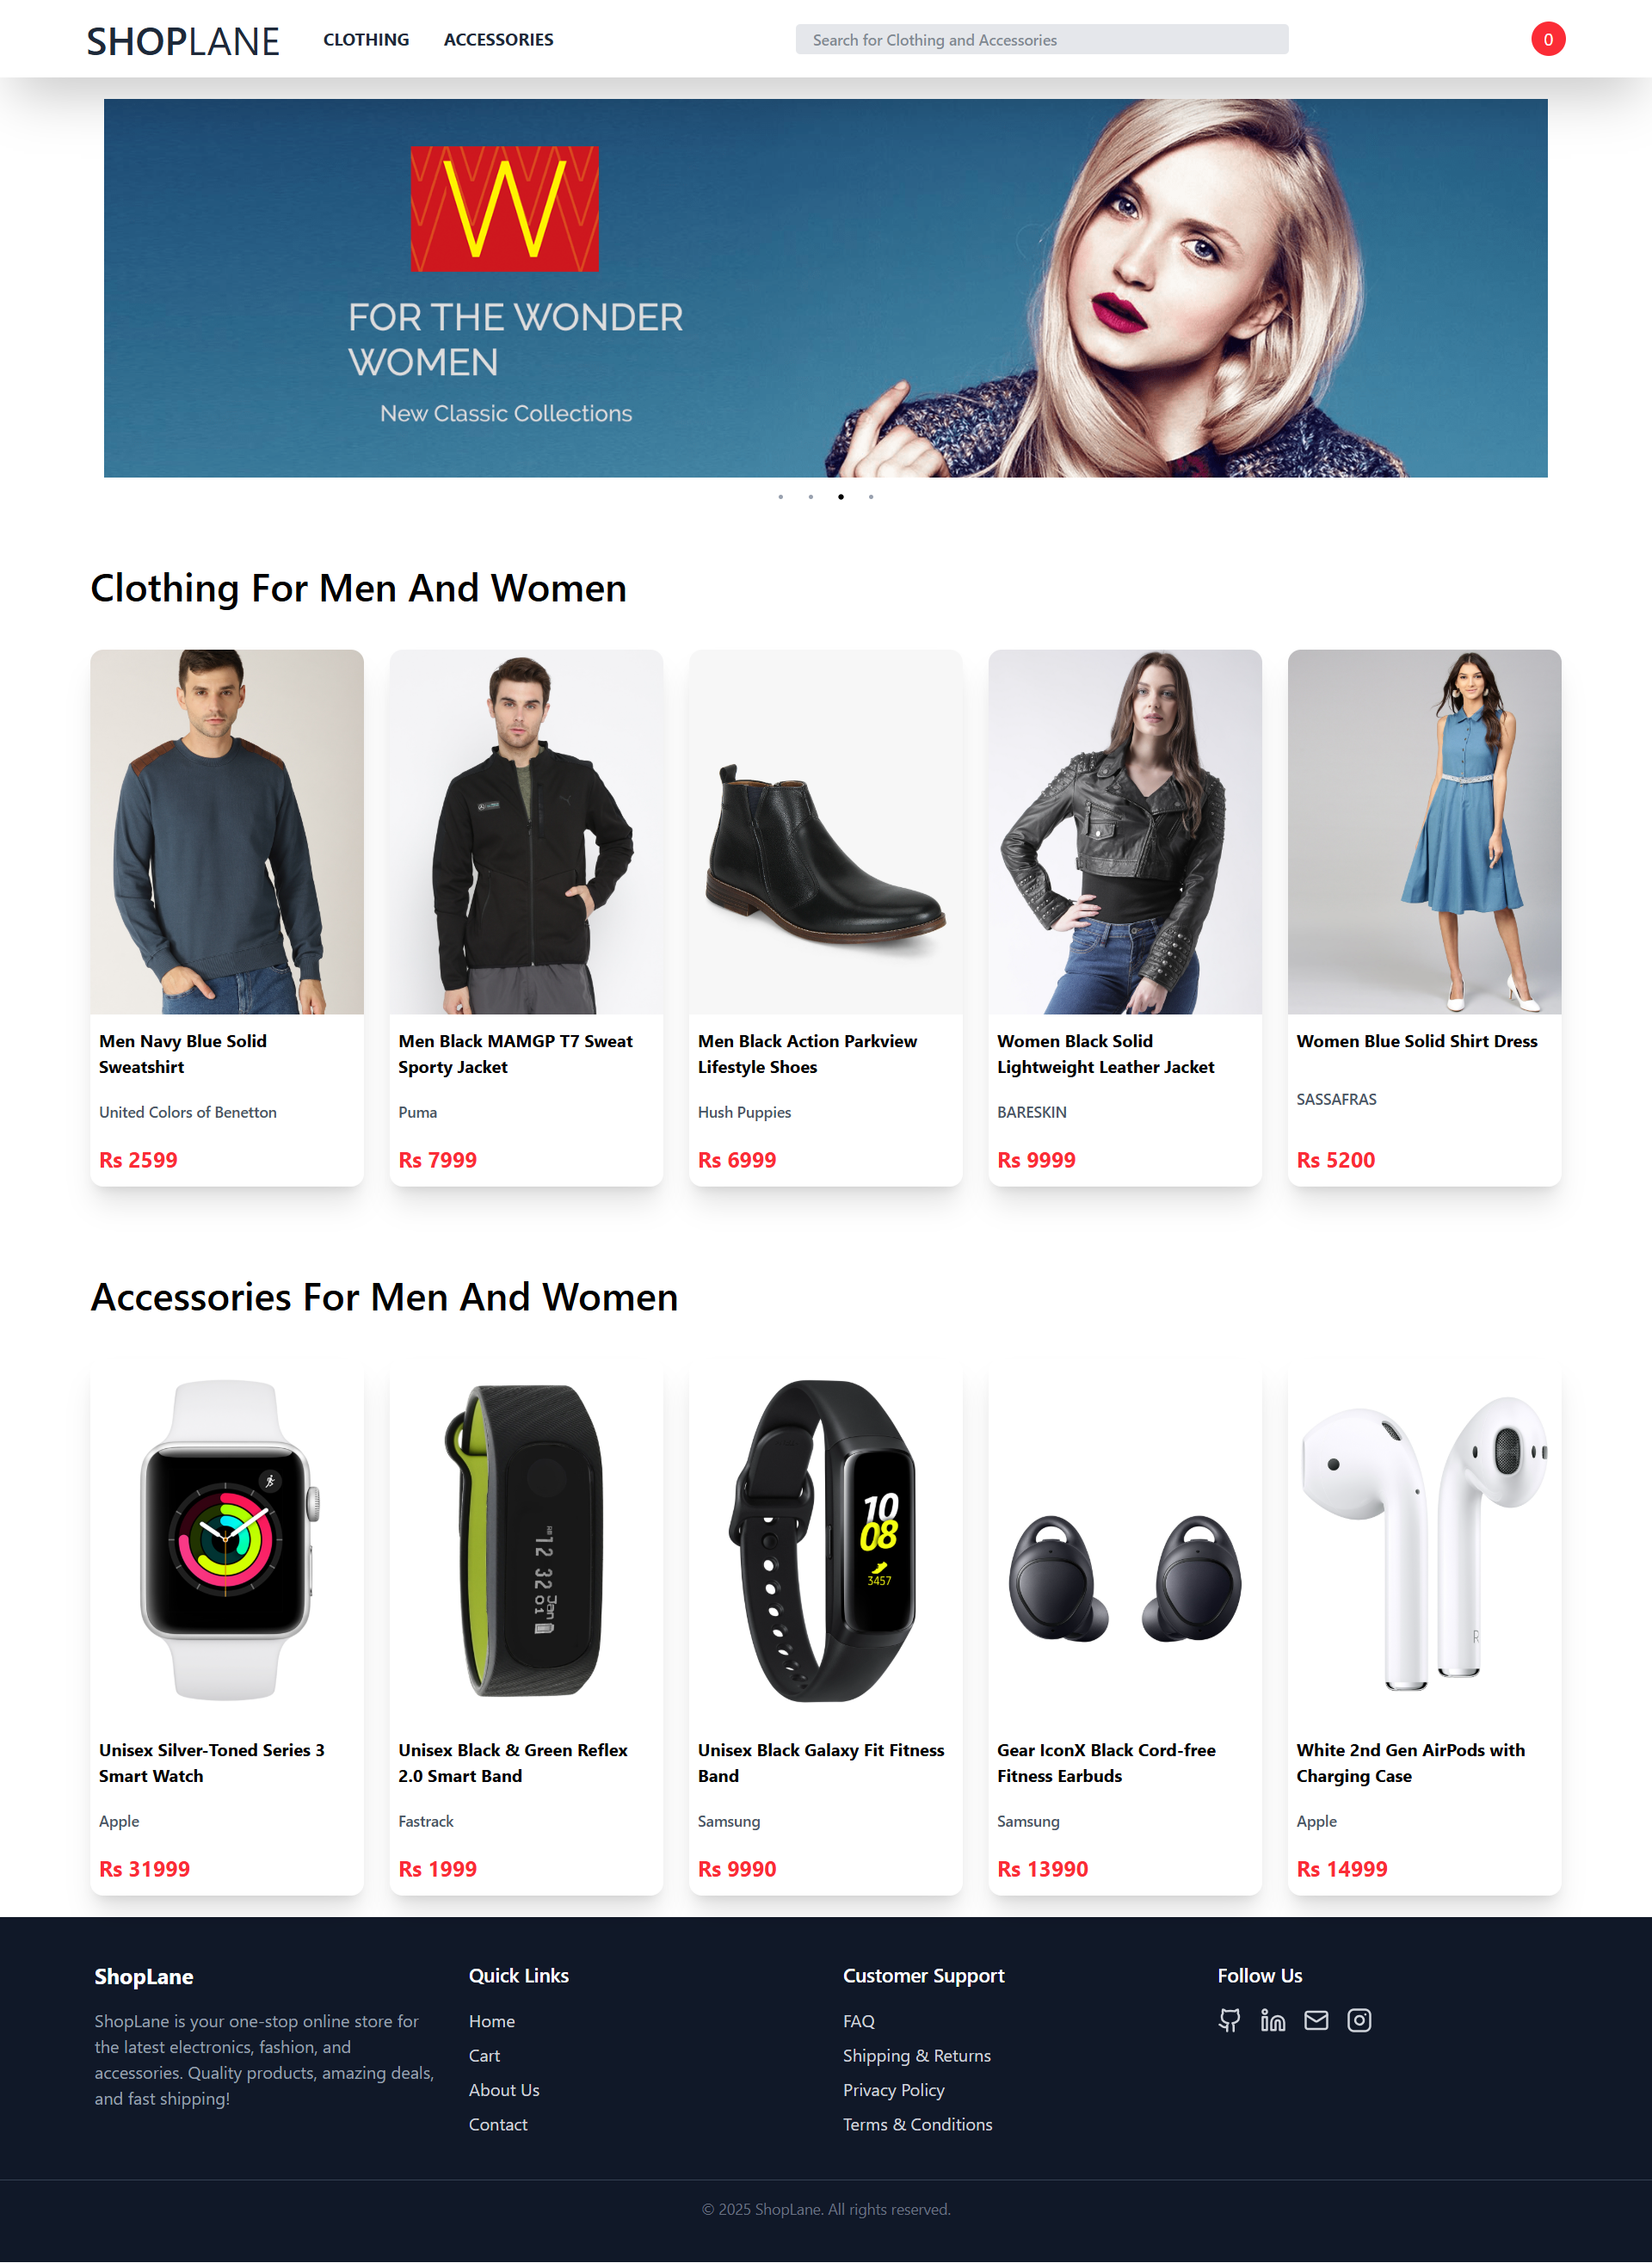 SHOPLANE CLOTHING ACCESSORIES Search for Clothing and Accessories 0
W
FOR THE WONDER
WOMEN
New Classic Collections
Clothing For Men And Women
Men Navy Blue Solid
Sweatshirt
United Colors of Benetton
Rs 2599
Men Black MAMGP T7 Sweat
Sporty Jacket
Puma
Rs 7999
Men Black Action Parkview
Lifestyle Shoes
Hush Puppies
Rs 6999
Women Black Solid
Lightweight Leather Jacket
BARESKIN
Rs 9999
Women Blue Solid Shirt Dress
SASSAFRAS
Rs 5200
Accessories For Men And Women
12 32
Jan
01
10
08
3457
R
Unisex Silver-Toned Series 3
Smart Watch
Apple
Rs 31999
Unisex Black & Green Reflex
2.0 Smart Band
Fastrack
Rs 1999
Unisex Black Galaxy Fit Fitness
Band
Samsung
Rs 9990
Gear IconX Black Cord-free
Fitness Earbuds
Samsung
Rs 13990
White 2nd Gen AirPods with
Charging Case
Apple
Rs 14999
ShopLane
ShopLane is your one-stop online store for
the latest electronics, fashion, and
accessories. Quality products, amazing deals,
and fast shipping!
Quick Links
Home
Cart
About Us
Contact
Customer Support
FAQ
Shipping & Returns
Privacy Policy
Terms & Conditions
Follow Us
© 2025 ShopLane. All rights reserved.